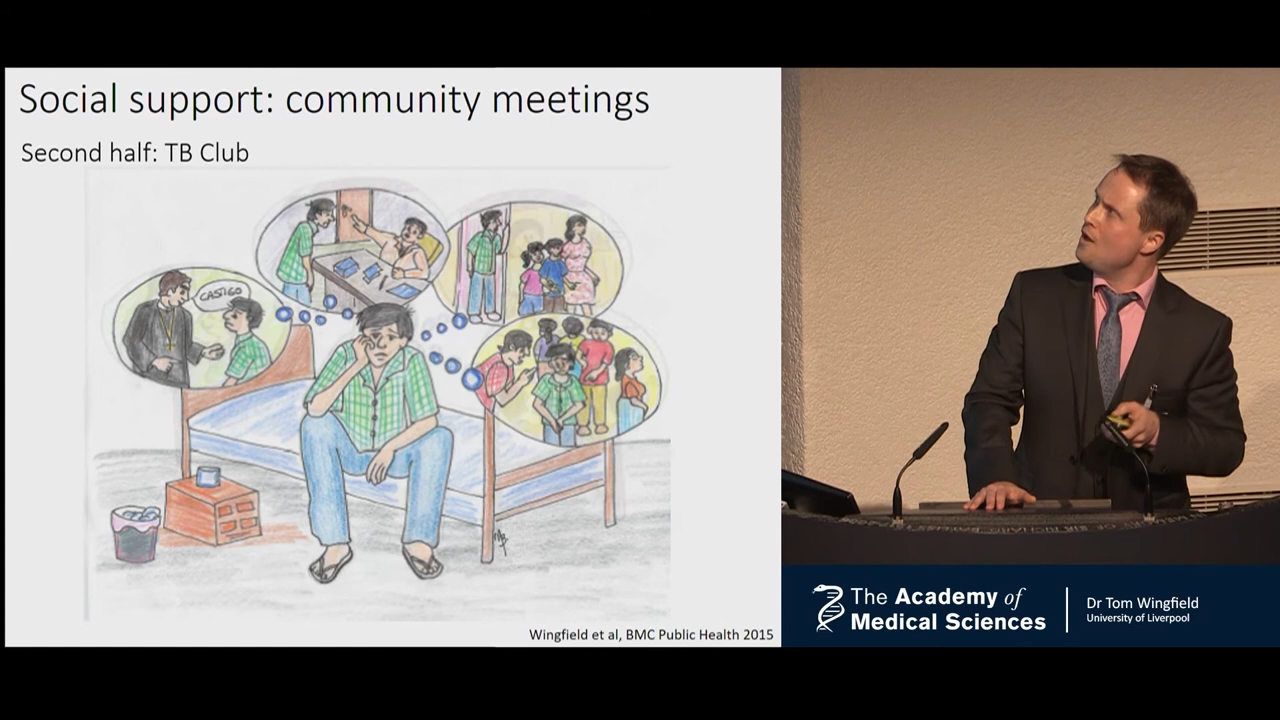 Social support: community meetings
Second half: TB Club
CASTIGO
Wingfield et al, BMC Public Health 2015
The Academy of
Medical Sciences
Dr Tom Wingfield
University of Liverpool